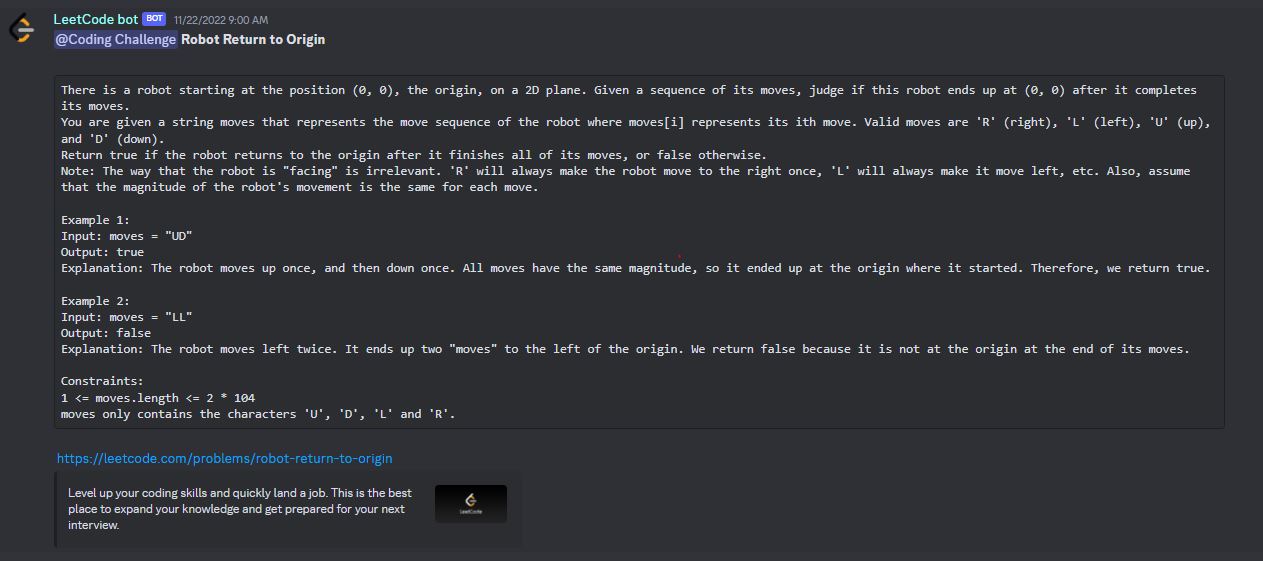 LeetCode bot BOT 11/22/2022 9:00 AM
@Coding Challenge Robot Return to Origin
There is a robot starting at the position (0, 0), the origin, on a 2D plane. Given a sequence of its moves, judge if this robot ends up at (0, 0) after it completes
its moves.
You are given a string moves that represents the move sequence of the robot where moves[i] represents its ith move. Valid moves are 'R' (right), 'L' (left), 'U' (up),
and 'D' (down).
Return true if the robot returns to the origin after it finishes all of its moves, or false otherwise.
Note: The way that the robot is "facing" is irrelevant. 'R' will always make the robot move to the right once, 'L' will always make it move left, etc. Also, assume
that the magnitude of the robot's movement is the same for each move.
Example 1:
Input: moves = "UD"
Output: true
Explanation: The robot moves up once, and then down once. All moves have the same magnitude, so it ended up at the origin where it started. Therefore, we return true.
Example 2:
Input: moves = "LL"
Output: false
Explanation: The robot moves left twice. It ends up two "moves" to the left of the origin. We return false because it is not at the origin at the end of its moves.
Constraints:
1 <= moves.length <= 2 * 104
moves only contains the characters 'U', 'D', 'L' and 'R'.
https://leetcode.com/problems/robot-return-to-origin
Level up your coding skills and quickly land a job. This is the best
place to expand your knowledge and get prepared for your next
interview.
LeetCode